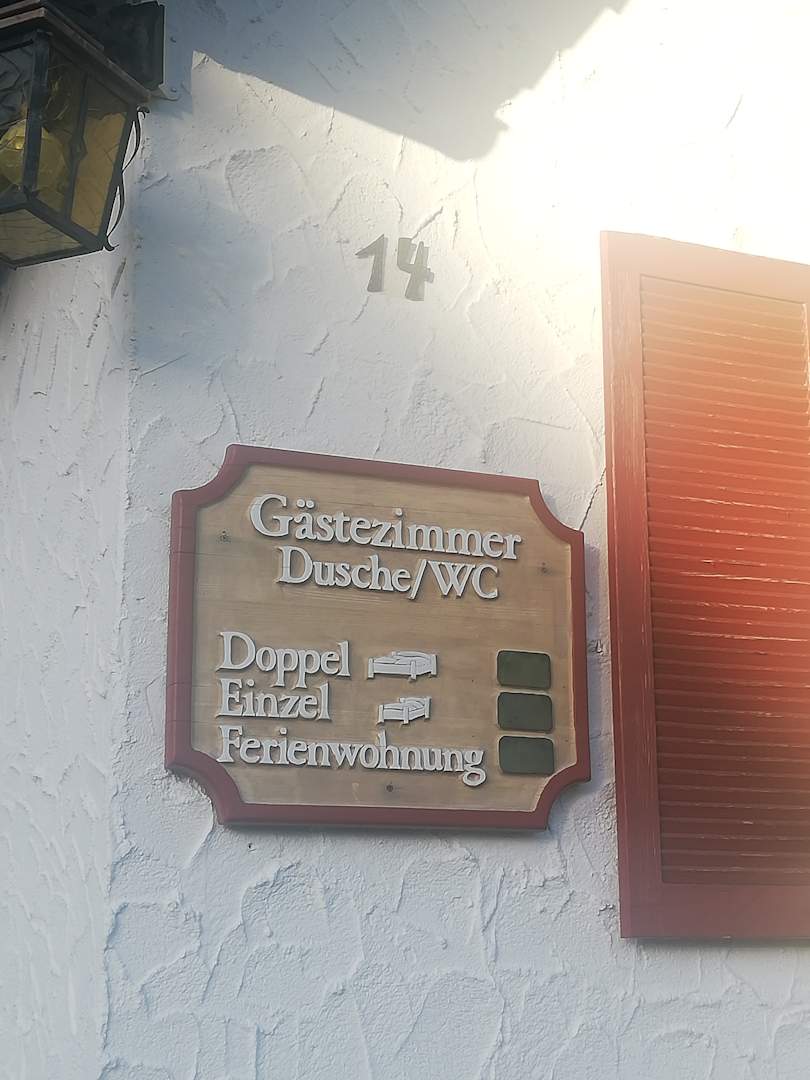 14
Gästezimmer
Dusche/WC
Doppel
Einzel
Ferienwohnung